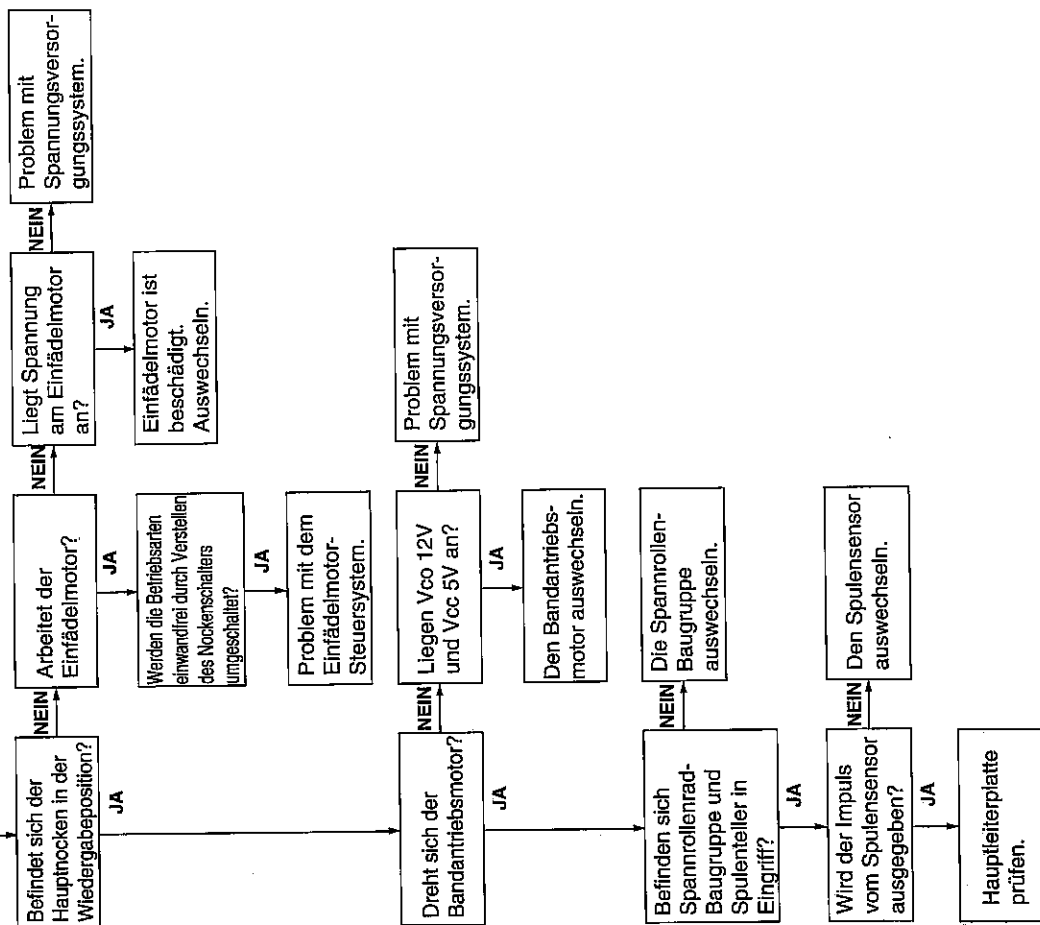 Befindet sich der
Hauptnocken in der
Wiedergabeposition?
NEIN
Arbeitet der
Einfädelmotor?
NEIN
Liegt Spannung
am Einfädelmotor
an?
NEIN
Problem mit
Spannungsversor-
gungssystem.
JA
Einfädelmotor ist
beschädigt.
Auswechseln.
JA
Werden die Betriebsarten
einwandfrei durch Verstellen
des Nockenschalters
umgeschaltet?
JA
Problem mit dem
Einfädelmotor-
Steuersystem.
JA
Dreht sich der
Bandantriebsmotor?
NEIN
Liegen Vco 12V
und Vcc 5V an?
NEIN
Problem mit
Spannungsversor-
gungssystem.
JA
Den Bandantriebs-
motor auswechseln.
JA
Befinden sich
Spannrollenrad-
Baugruppe und
Spulenteller in
Eingriff?
NEIN
Die Spannrollen-
Baugruppe
auswechseln.
JA
Wird der Impuls
vom Spulensensor
ausgegeben?
NEIN
Den Spulensensor
auswechseln.
JA
Hauptleiterplatte
prüfen.